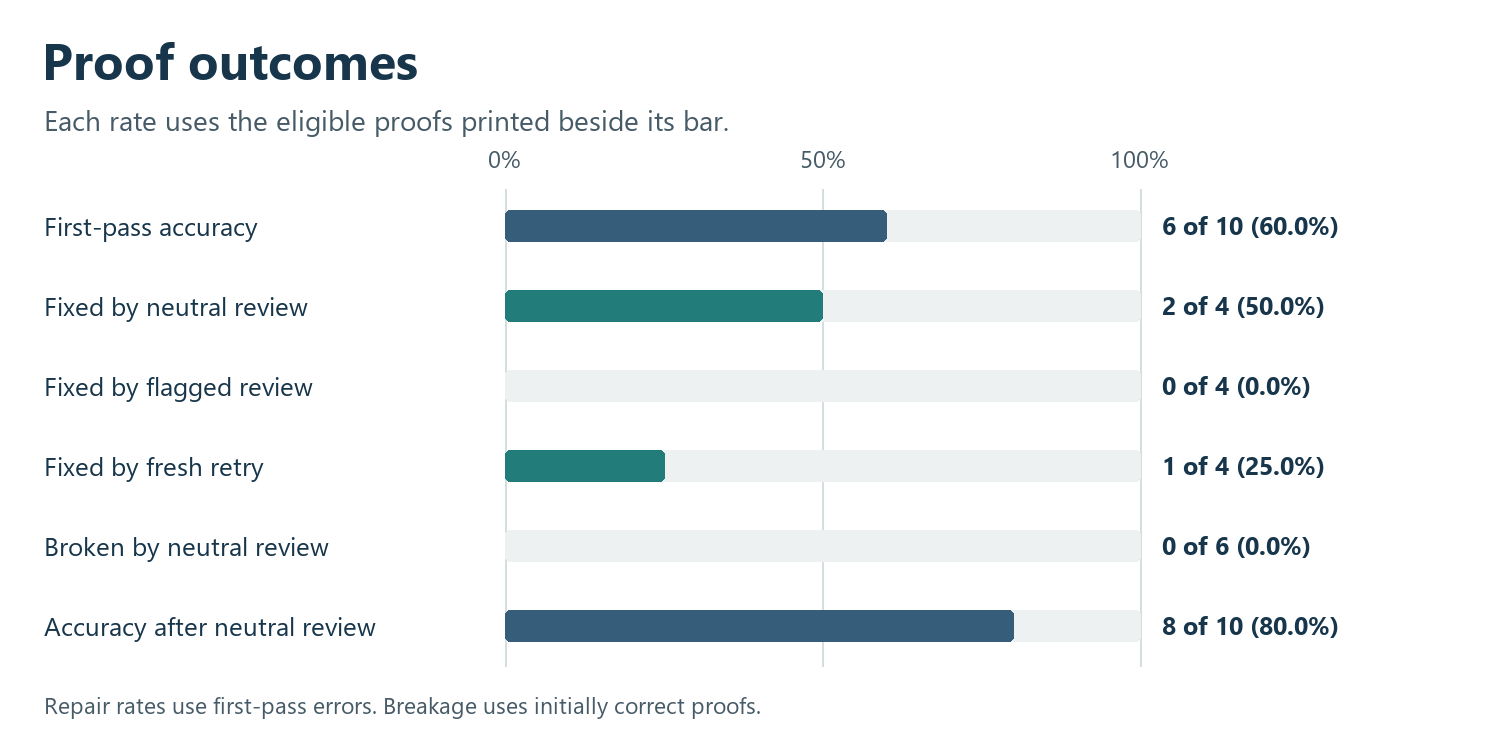 Proof outcomes
Each rate uses the eligible proofs printed beside its bar.
0% 50% 100%
First-pass accuracy 6 of 10 (60.0%)
Fixed by neutral review 2 of 4 (50.0%)
Fixed by flagged review 0 of 4 (0.0%)
Fixed by fresh retry 1 of 4 (25.0%)
Broken by neutral review 0 of 6 (0.0%)
Accuracy after neutral review 8 of 10 (80.0%)
Repair rates use first-pass errors. Breakage uses initially correct proofs.